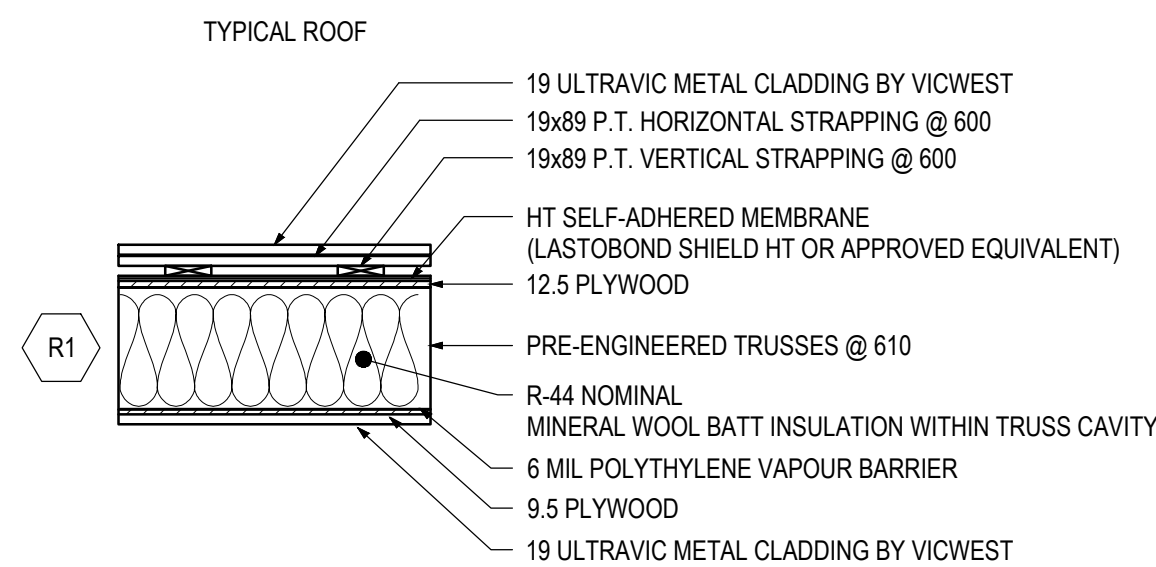 TYPICAL ROOF
19 ULTRAVIC METAL CLADDING BY VICWEST
19x89 P.T. HORIZONTAL STRAPPING @ 600
19x89 P.T. VERTICAL STRAPPING @ 600
HT SELF-ADHERED MEMBRANE
(LASTOBOND SHIELD HT OR APPROVED EQUIVALENT)
12.5 PLYWOOD
R1
PRE-ENGINEERED TRUSSES @ 610
R-44 NOMINAL
MINERAL WOOL BATT INSULATION WITHIN TRUSS CAVITY
6 MIL POLYTHYLENE VAPOUR BARRIER
9.5 PLYWOOD
19 ULTRAVIC METAL CLADDING BY VICWEST